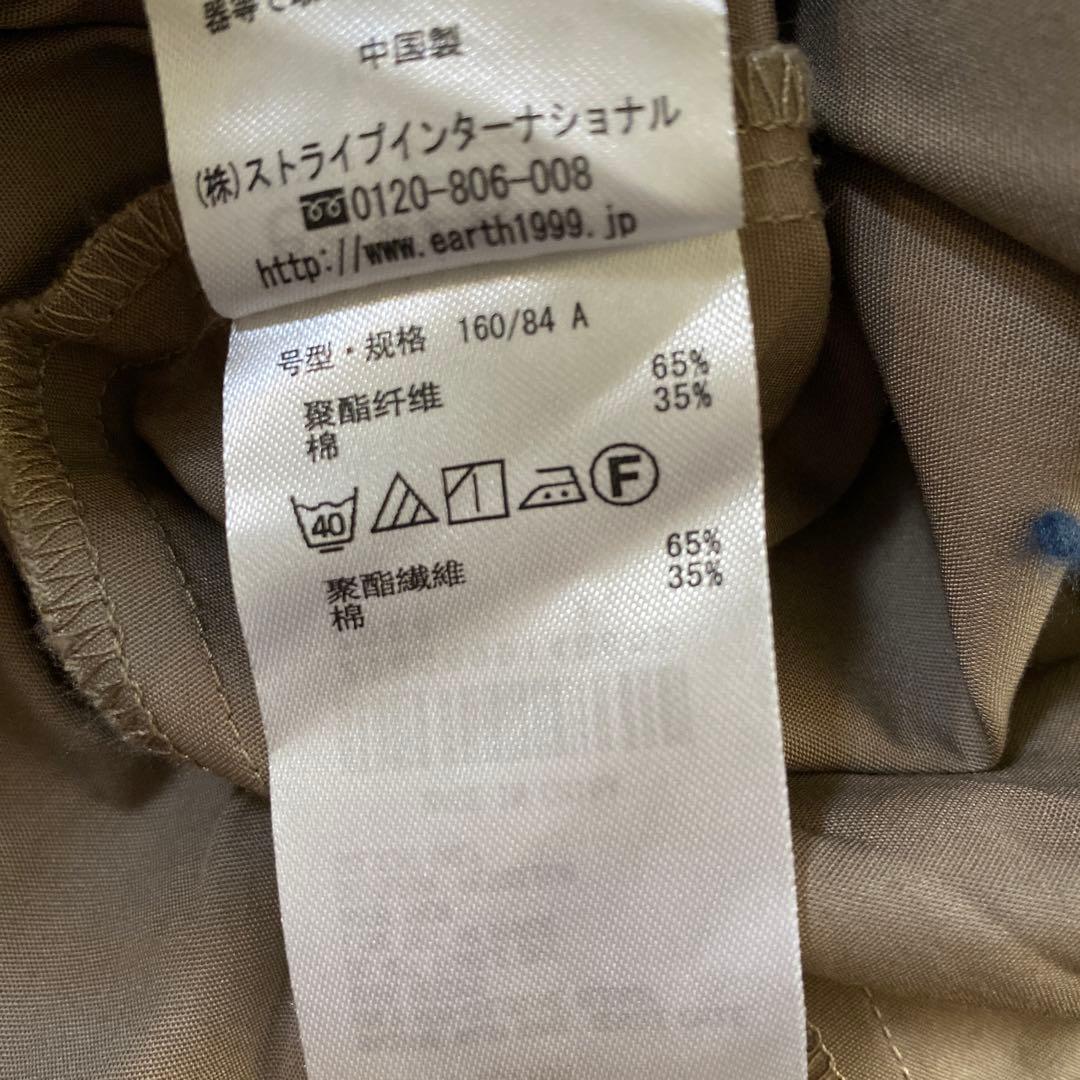 中国製
(株)ストライプインターナショナル
0120-806-008
http://www.earth1999.jp
号型・规格 160/84 A
聚酯纤维 65%
棉 35%
40
F
聚酯纖維 65%
棉 35%